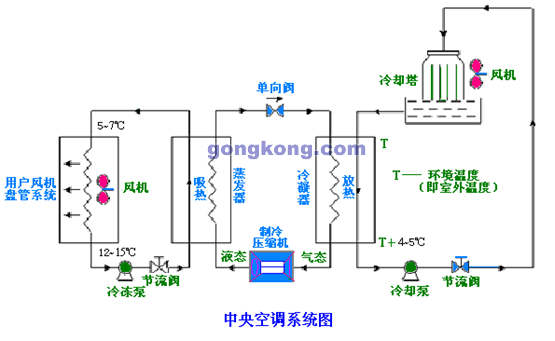 单向阀
冷却塔
风机
5~7℃
gongkong.com
T
用户风机
盘管系统
风机
吸热
蒸发器
冷凝器
放热
T—— 环境温度
（即室外温度）
12~15℃
制冷
压缩机
液态
气态
T+4-5℃
冷冻泵
节流阀
冷却泵
节流阀
中央空调系统图